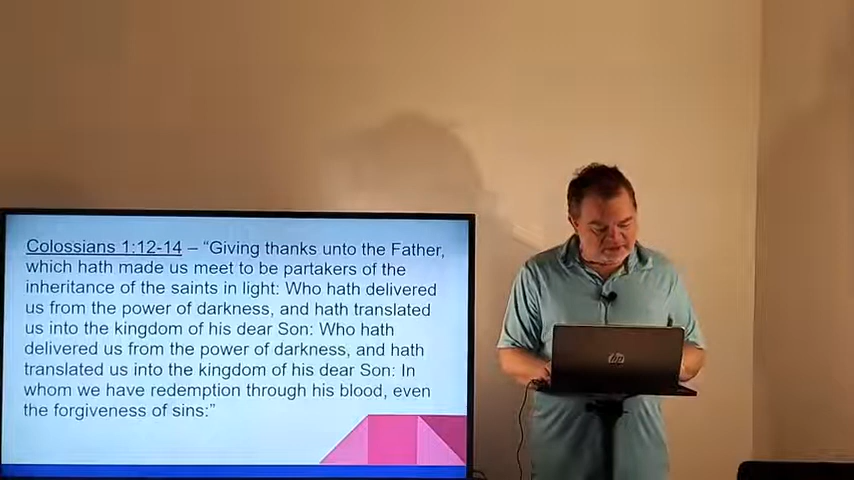 Colossians 1:12-14 – “Giving thanks unto the Father,
which hath made us meet to be partakers of the
inheritance of the saints in light: Who hath delivered
us from the power of darkness, and hath translated
us into the kingdom of his dear Son: Who hath
delivered us from the power of darkness, and hath
translated us into the kingdom of his dear Son: In
whom we have redemption through his blood, even
the forgiveness of sins:”
hp